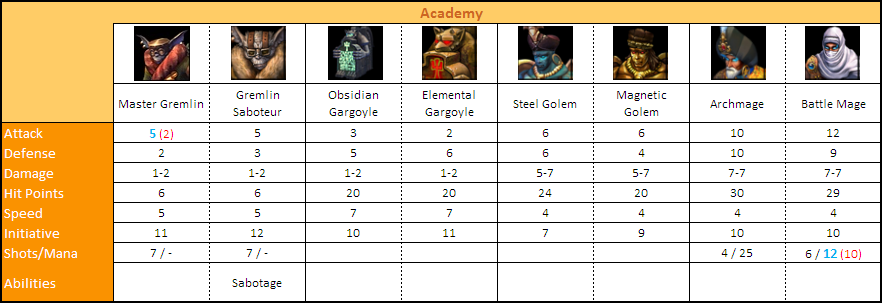 Academy
Master Gremlin Gremlin Saboteur Obsidian Gargoyle Elemental Gargoyle Steel Golem Magnetic Golem Archmage Battle Mage
Attack 5 (2) 5 3 2 6 6 10 12
Defense 2 3 5 6 6 4 10 9
Damage 1-2 1-2 1-2 1-2 5-7 5-7 7-7 7-7
Hit Points 6 6 20 20 24 20 30 29
Speed 5 5 7 7 4 4 4 4
Initiative 11 12 10 11 7 9 10 10
Shots/Mana 7 / - 7 / - 4 / 25 6 / 12 (10)
Abilities Sabotage